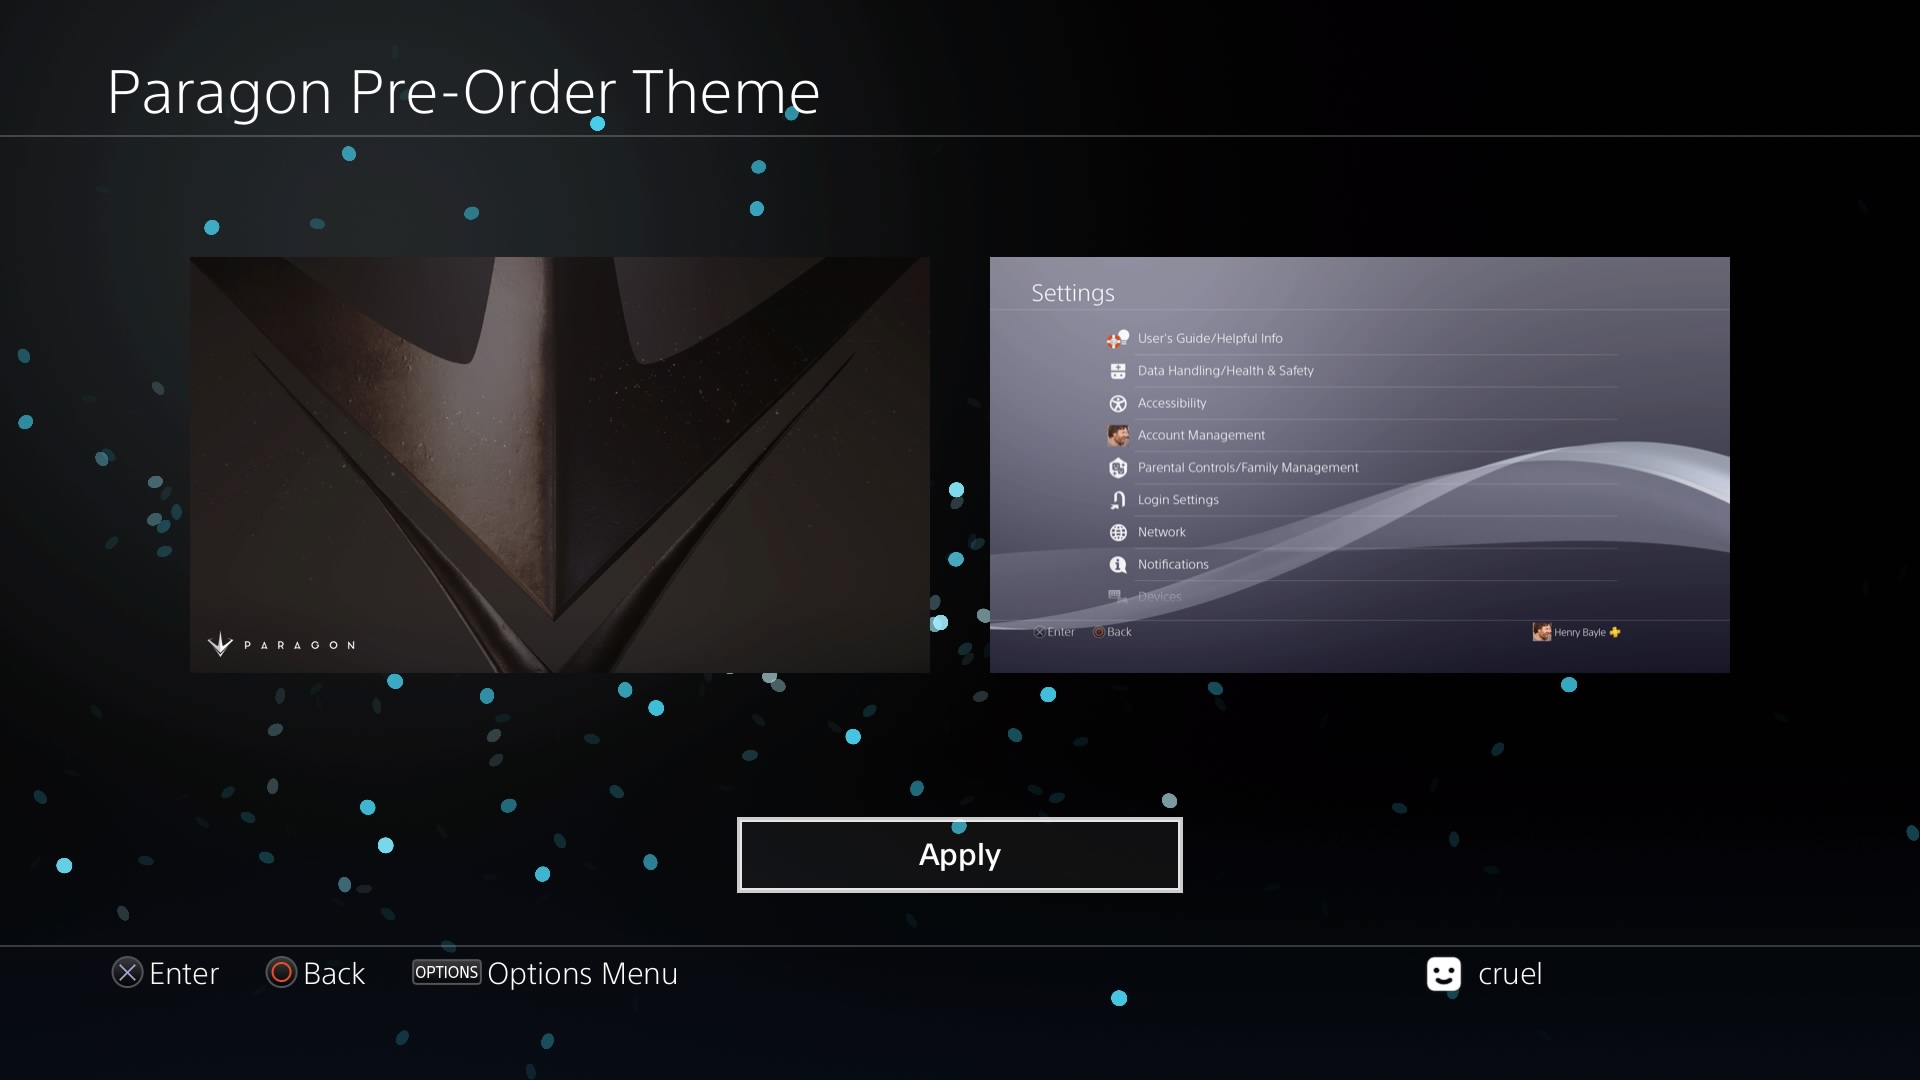 Paragon Pre-Order Theme
PARAGON
Settings
User's Guide/Helpful Info
Data Handling/Health & Safety
Accessibility
Account Management
Parental Controls/Family Management
Login Settings
Network
Notifications
Devices
Enter
Back
Henry Bayle
Apply
Enter
Back
OPTIONS Options Menu
cruel